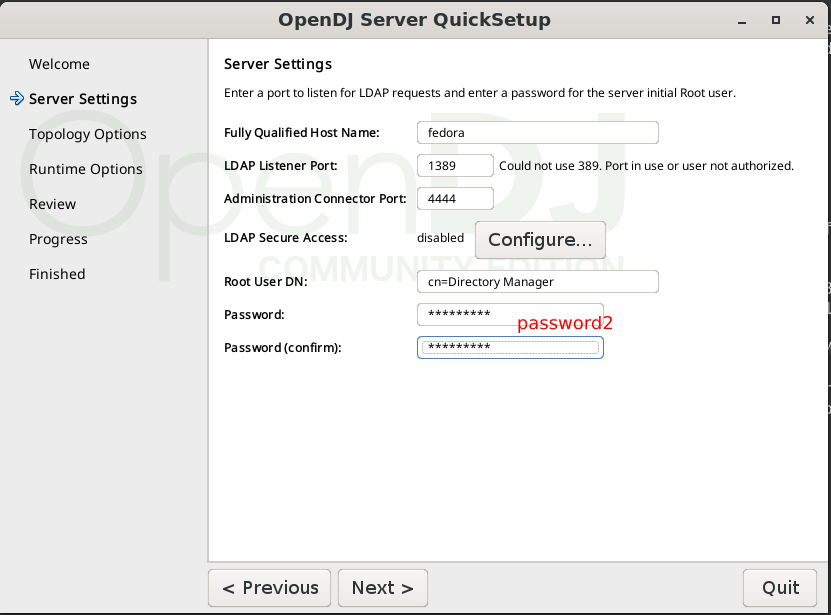 OpenDJ Server QuickSetup
Welcome
Server Settings
Topology Options
Runtime Options
Review
Progress
Finished
OpenDJ
COMMUNITY EDITION
Server Settings
Enter a port to listen for LDAP requests and enter a password for the server initial Root user.
Fully Qualified Host Name: fedora
LDAP Listener Port: 1389 Could not use 389. Port in use or user not authorized.
Administration Connector Port: 4444
LDAP Secure Access: disabled Configure...
Root User DN: cn=Directory Manager
Password: *********
password2
Password (confirm): *********
< Previous Next > Quit